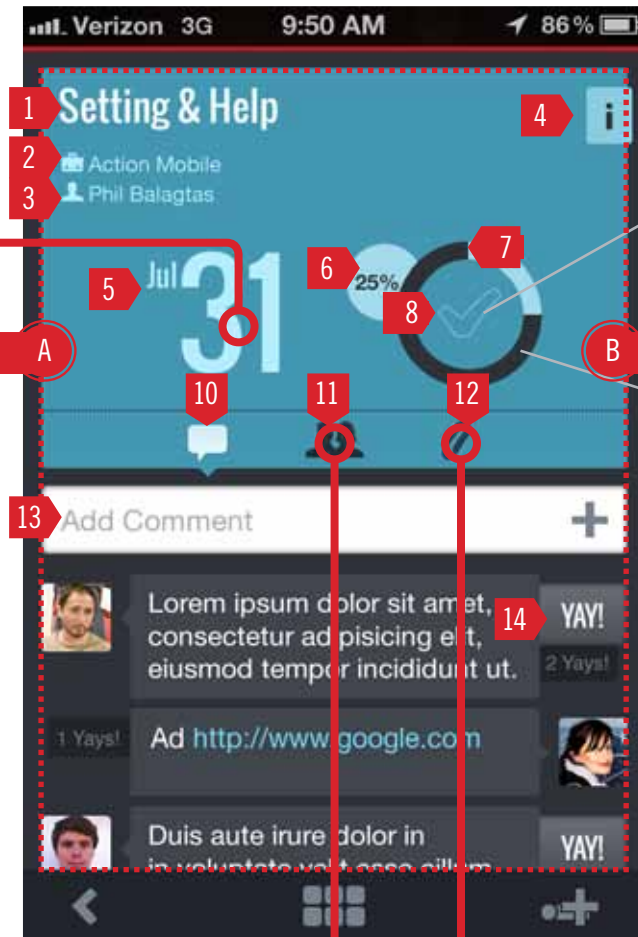 Verizon 3G 9:50 AM 86%
1 Setting & Help 4 i
2 Action Mobile
3 Phil Balagtas
5 Jul 31 6 25% 7
8
A B
10 11 12
13 Add Comment
Lorem ipsum dolor sit amet,
consectetur adipisicing elit,
eiusmod tempor incididunt ut.
14 YAY!
2 Yays!
1 Yays! Ad http://www.google.com
Duis aute irure dolor in
YAY!